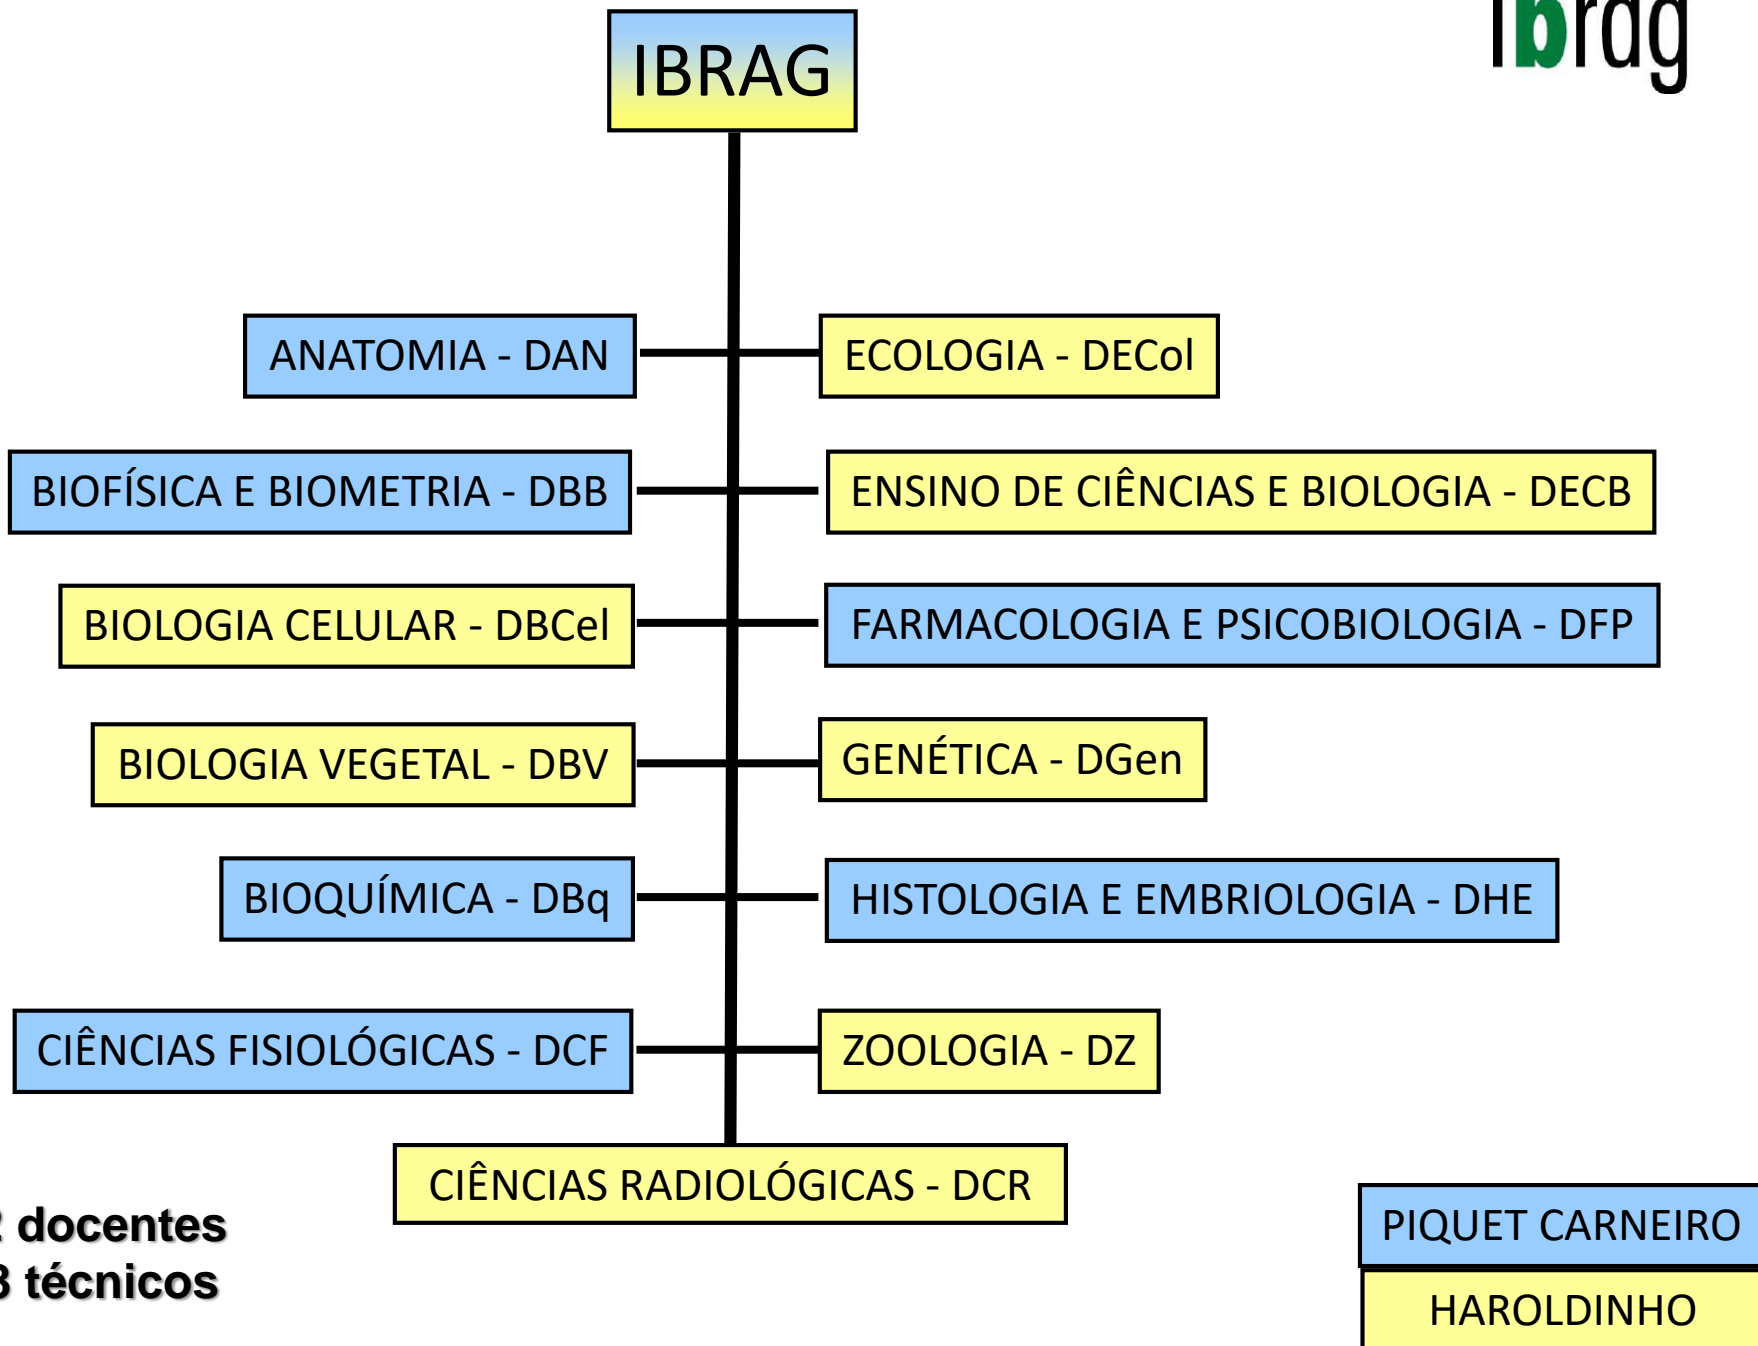 IBRAG
ibrag
ANATOMIA - DAN
ECOLOGIA - DECol
BIOFÍSICA E BIOMETRIA - DBB
ENSINO DE CIÊNCIAS E BIOLOGIA - DECB
BIOLOGIA CELULAR - DBCel
FARMACOLOGIA E PSICOBIOLOGIA - DFP
BIOLOGIA VEGETAL - DBV
GENÉTICA - DGen
BIOQUÍMICA - DBq
HISTOLOGIA E EMBRIOLOGIA - DHE
CIÊNCIAS FISIOLÓGICAS - DCF
ZOOLOGIA - DZ
CIÊNCIAS RADIOLÓGICAS - DCR
docentes
técnicos
PIQUET CARNEIRO
HAROLDINHO